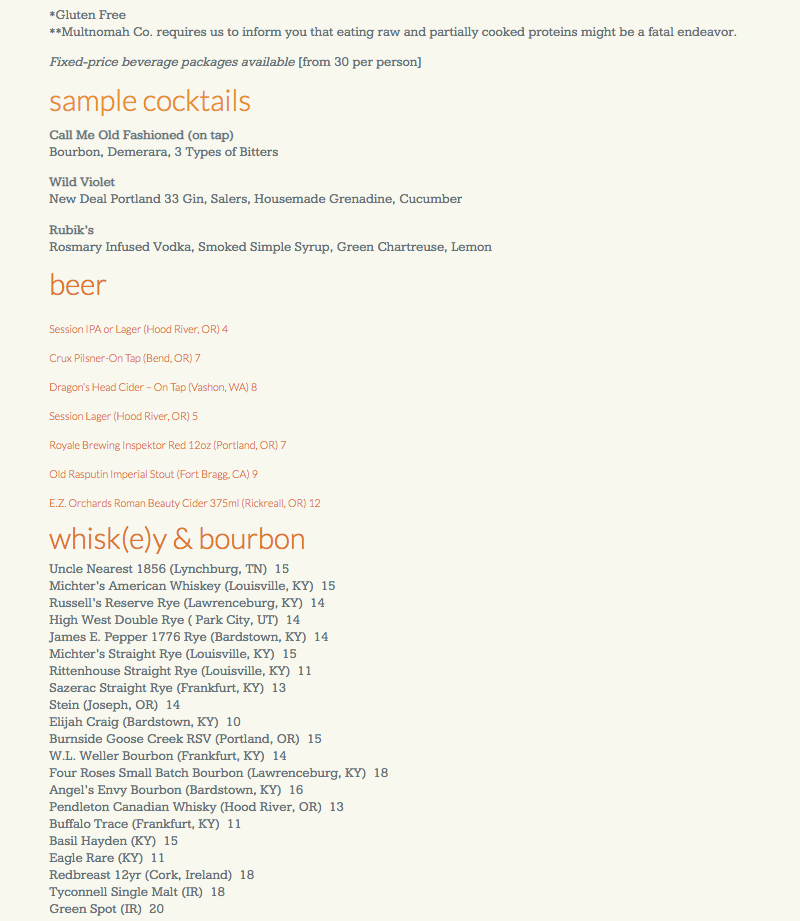 *Gluten Free
**Multnomah Co. requires us to inform you that eating raw and partially cooked proteins might be a fatal endeavor.
Fixed-price beverage packages available [from 30 per person]
sample cocktails
Call Me Old Fashioned (on tap)
Bourbon, Demerara, 3 Types of Bitters
Wild Violet
New Deal Portland 33 Gin, Salers, Housemade Grenadine, Cucumber
Rubik's
Rosmary Infused Vodka, Smoked Simple Syrup, Green Chartreuse, Lemon
beer
Session IPA or Lager (Hood River, OR) 4
Crux Pilsner-On Tap (Bend, OR) 7
Dragon's Head Cider – On Tap (Vashon, WA) 8
Session Lager (Hood River, OR) 5
Royale Brewing Inspektor Red 12oz (Portland, OR) 7
Old Rasputin Imperial Stout (Fort Bragg, CA) 9
E.Z. Orchards Roman Beauty Cider 375ml (Rickreall, OR) 12
whisk(e)y & bourbon
Uncle Nearest 1856 (Lynchburg, TN)  15
Michter's American Whiskey (Louisville, KY)  15
Russell's Reserve Rye (Lawrenceburg, KY)  14
High West Double Rye ( Park City, UT)  14
James E. Pepper 1776 Rye (Bardstown, KY)  14
Michter's Straight Rye (Louisville, KY)  15
Rittenhouse Straight Rye (Louisville, KY)  11
Sazerac Straight Rye (Frankfurt, KY)  13
Stein (Joseph, OR)  14
Elijah Craig (Bardstown, KY)  10
Burnside Goose Creek RSV (Portland, OR)  15
W.L. Weller Bourbon (Frankfurt, KY)  14
Four Roses Small Batch Bourbon (Lawrenceburg, KY)  18
Angel's Envy Bourbon (Bardstown, KY)  16
Pendleton Canadian Whisky (Hood River, OR)  13
Buffalo Trace (Frankfurt, KY)  11
Basil Hayden (KY)  15
Eagle Rare (KY)  11
Redbreast 12yr (Cork, Ireland)  18
Tyconnell Single Malt (IR)  18
Green Spot (IR)  20